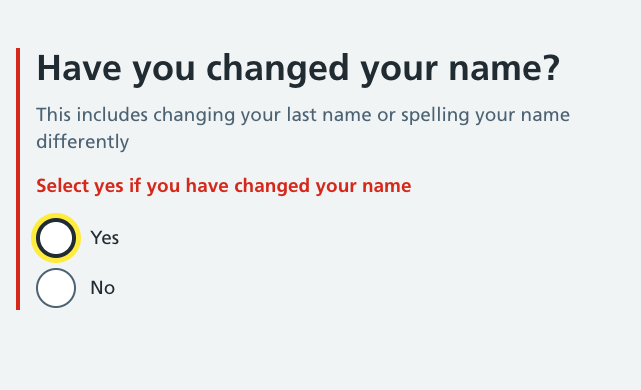 Have you changed your name?
This includes changing your last name or spelling your name
differently
Select yes if you have changed your name
Yes
No